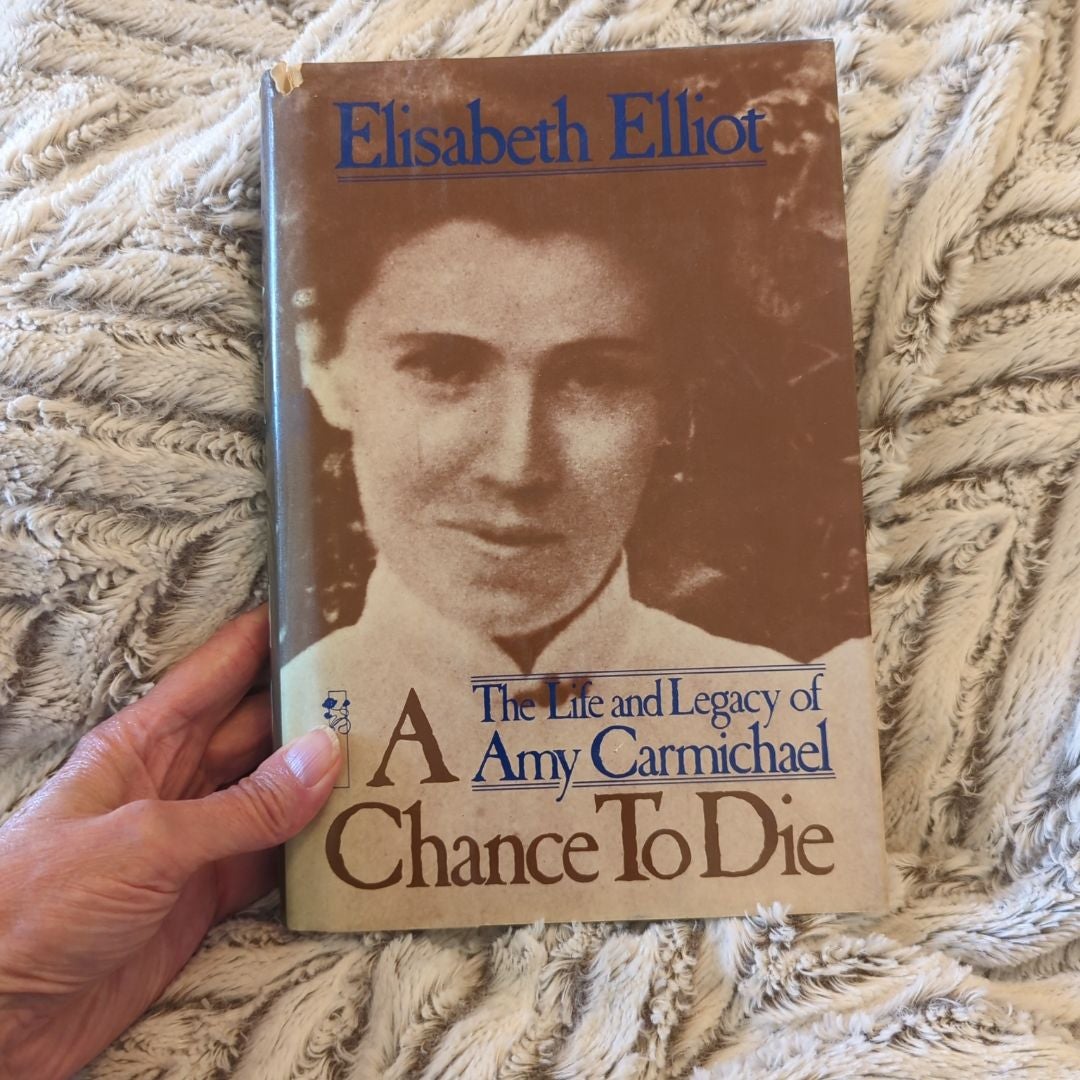 Elisabeth Elliot
The Life and Legacy of
Amy Carmichael
A
Chance To Die